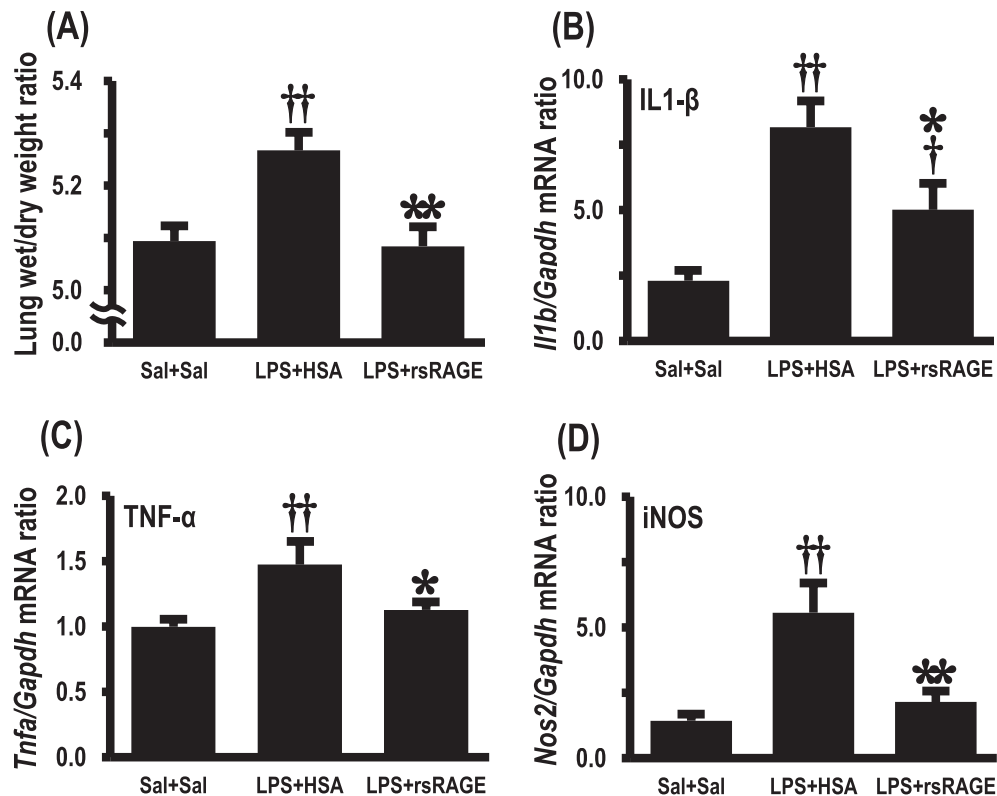 (A)
Lung wet/dry weight ratio
5.4
5.2
5.0
0.0
††
**
Sal+Sal LPS+HSA LPS+rsRAGE
(B)
Il1b/Gapdh mRNA ratio
10.0
5.0
0.0
IL1-β
††
*
†
Sal+Sal LPS+HSA LPS+rsRAGE
(C)
Tnfa/Gapdh mRNA ratio
2.0
1.5
1.0
0.5
0.0
TNF-α
††
*
Sal+Sal LPS+HSA LPS+rsRAGE
(D)
Nos2/Gapdh mRNA ratio
10.0
5.0
0.0
iNOS
††
**
Sal+Sal LPS+HSA LPS+rsRAGE